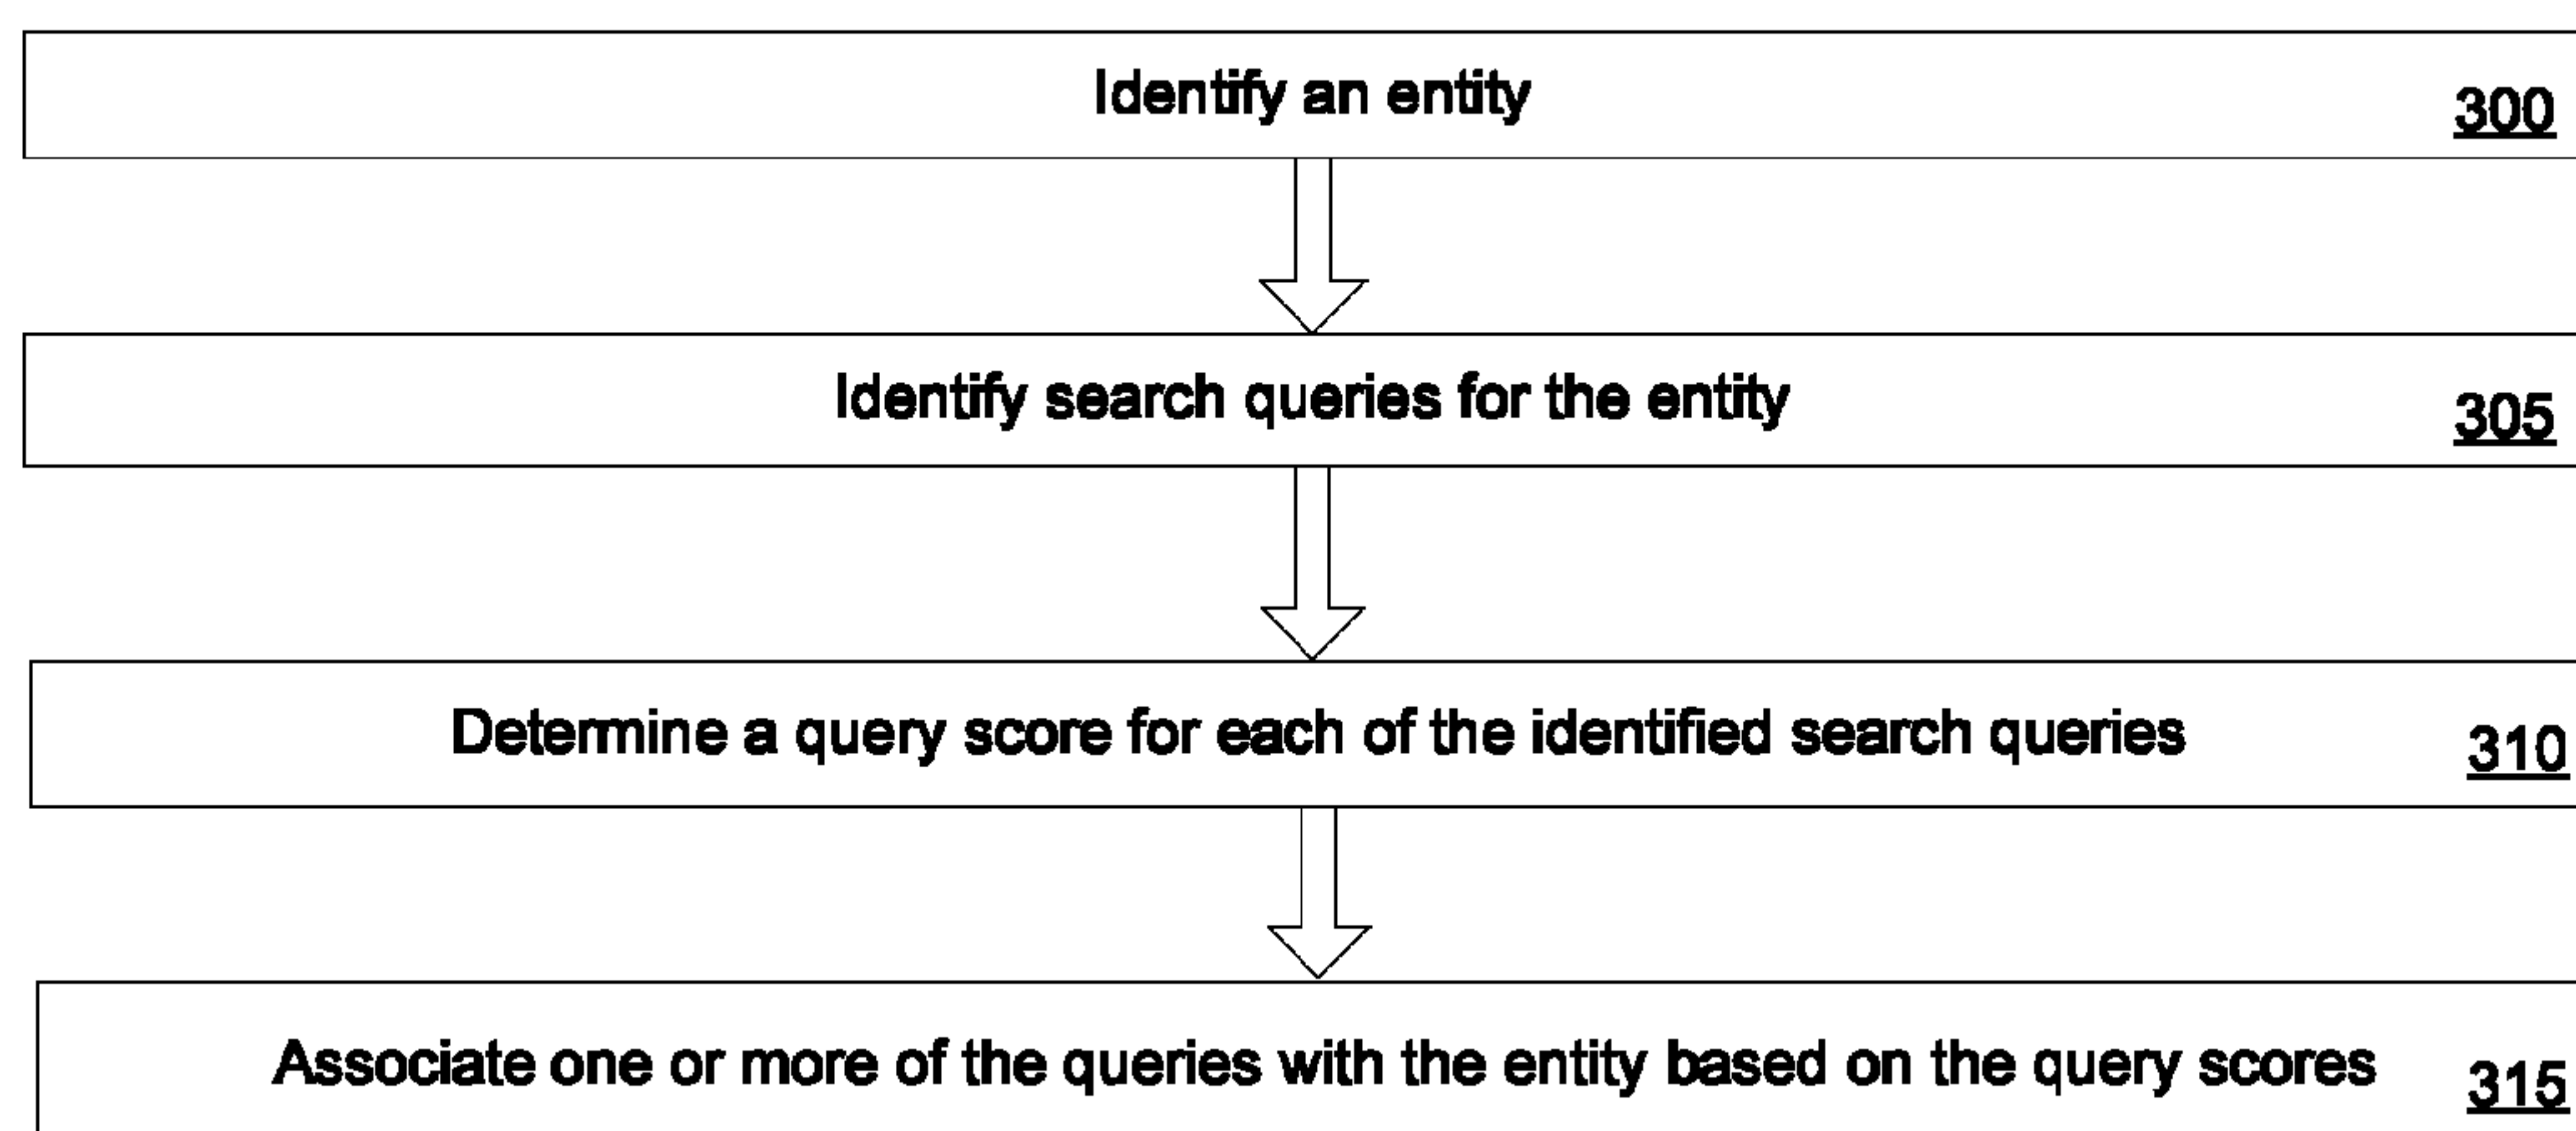 Identify an entity 300
Identify search queries for the entity 305
Determine a query score for each of the identified search queries 310
Associate one or more of the queries with the entity based on the query scores 315